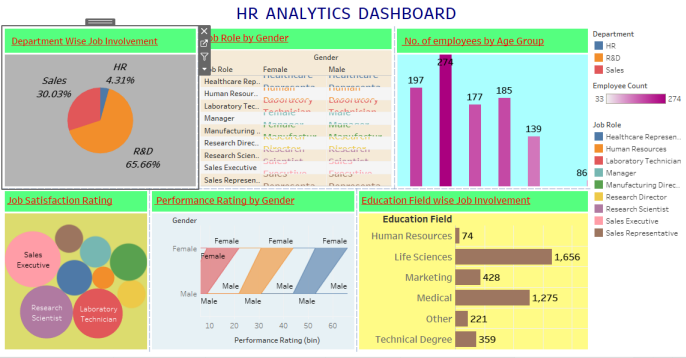 HR ANALYTICS DASHBOARD
Department Wise Job Involvement
HR
4.31%
Sales
30.03%
R&D
65.66%
Job Role by Gender
Gender
Job Role Female Male
Healthcare Rep..
Human Resour..
Laboratory Tec..
Manager
Manufacturing ..
Research Direc..
Research Scien..
Sales Executive
Sales Represen..
No. of employees by Age Group
197
274
177
185
139
86
Department
HR
R&D
Sales
Employee Count
33 274
Job Role
Healthcare Represen..
Human Resources
Laboratory Technician
Manager
Manufacturing Direc..
Research Director
Research Scientist
Sales Executive
Sales Representative
Job Satisfaction Rating
Sales
Executive
Research
Scientist
Laboratory
Technician
Performance Rating by Gender
Gender
Female Female Female
Female
Female
Male Male Male
Male
Male Male Male
10 20 30 40 50 60
Performance Rating (bin)
Education Field wise Job Involvement
Education Field
Human Resources 74
Life Sciences 1,656
Marketing 428
Medical 1,275
Other 221
Technical Degree 359